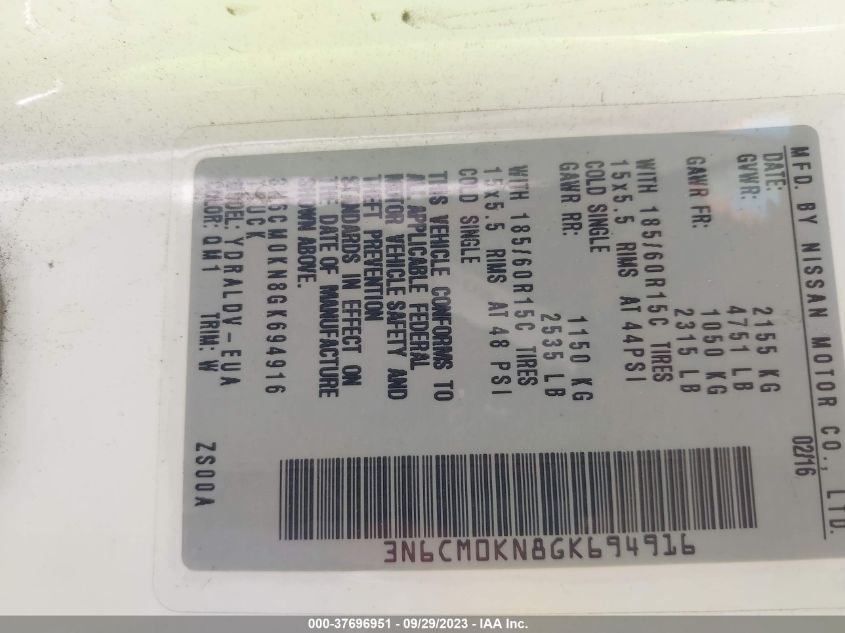 MFD. BY NISSAN MOTOR CO., LTD.
DATE: 02/16
GVWR: 2155 KG
4751 LB
GAWR FR: 1050 KG
2315 LB
WITH 185/60R15C TIRES
15x5.5 RIMS AT 44PSI
COLD SINGLE
GAWR RR: 1150 KG
2535 LB
WITH 185/60R15C TIRES
15x5.5 RIMS AT 48 PSI
COLD SINGLE
THIS VEHICLE CONFORMS TO
ALL APPLICABLE FEDERAL
MOTOR VEHICLE SAFETY AND
THEFT PREVENTION
STANDARDS IN EFFECT ON
THE DATE OF MANUFACTURE
SHOWN ABOVE.
3N6CM0KN8GK694916
TRUCK
MODEL: YDRALDV-EUA
COLOR: QM1 TRIM: W ZS00A
3N6CM0KN8GK694916
000-37696951 - 09/29/2023 - IAA Inc.